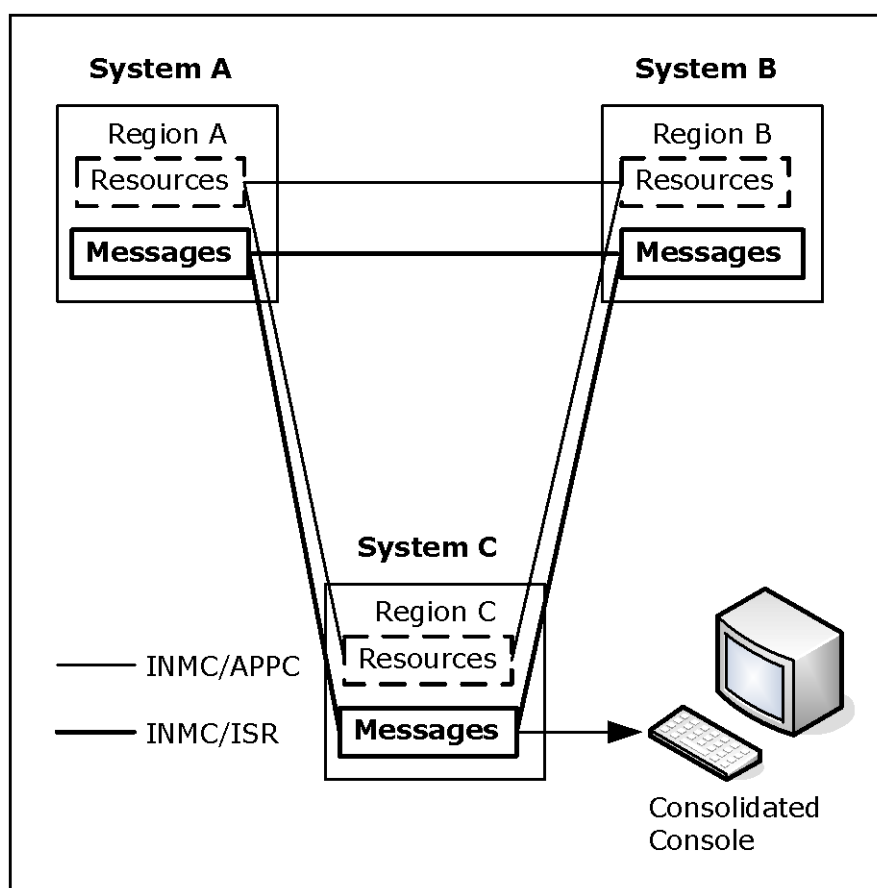 System A
System B
Region A
Resources
Messages
Region B
Resources
Messages
System C
Region C
Resources
Messages
INMC/APPC
INMC/ISR
Consolidated
Console